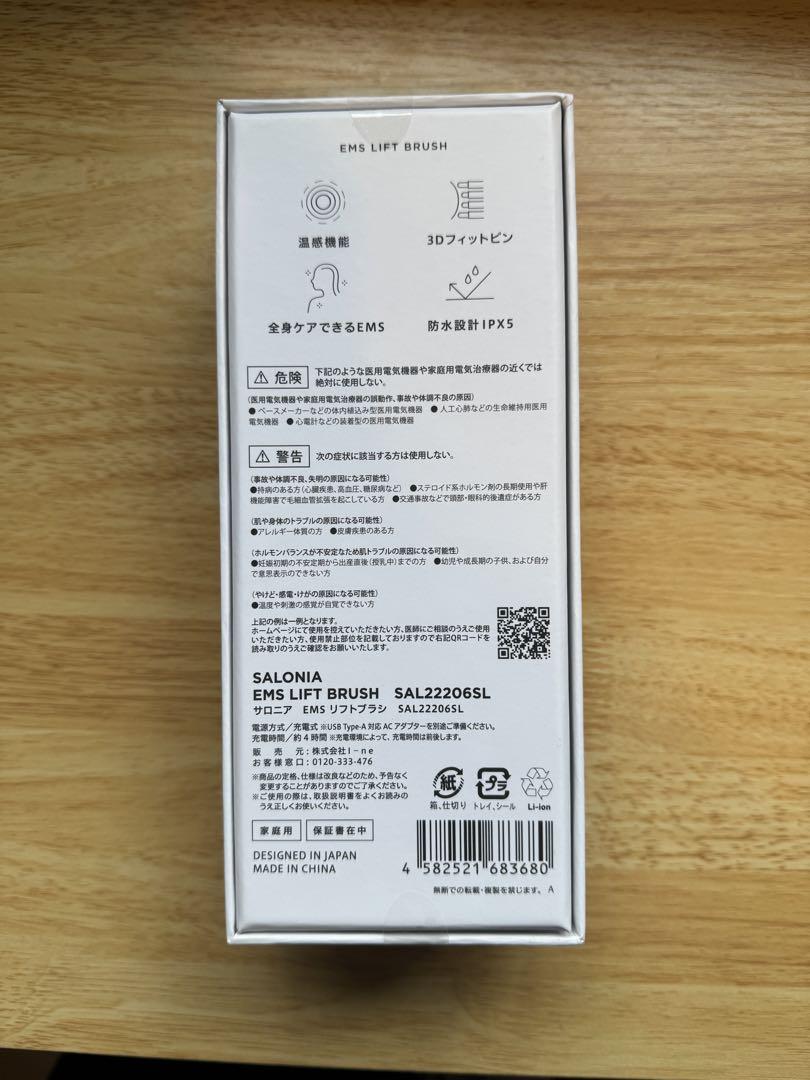 EMS LIFT BRUSH
温感機能
3Dフィットピン
全身ケアできるEMS
防水設計IPX5
⚠危険 下記のような医用電気機器や家庭用電気治療器の近くでは
絶対に使用しない。
(医用電気機器や家庭用電気治療器の誤動作、事故や体調不良の原因)
●ペースメーカーなどの体内植込み型医用電気機器 ●人工心肺などの生命維持用医用
電気機器 ●心電計などの装着型の医用電気機器
⚠警告 次の症状に該当する方は使用しない。
(事故や体調不良、失明の原因になる可能性)
●持病のある方(心臓疾患、高血圧、糖尿病など) ●ステロイド系ホルモン剤の長期使用や肝
機能障害で毛細血管拡張を起こしている方 ●交通事故などで頭部・眼科的後遺症がある方
(肌や身体のトラブルの原因になる可能性)
●アレルギー体質の方 ●皮膚疾患のある方
(ホルモンバランスが不安定なため肌トラブルの原因になる可能性)
●妊娠初期の不安定期から出産直後(授乳中)までの方 ●幼児や成長期の子供、および自分
で意思表示のできない方
(やけど・感電・けがの原因になる可能性)
●温度や刺激の感覚が自覚できない方
上記の例は一例となります。
ホームページにて使用を控えていただきたい方、医師にご相談のうえご使用
いただきたい方、使用禁止部位を記載しておりますので右記QRコードを
読み取りのうえご確認をお願いいたします。
SALONIA
EMS LIFT BRUSH SAL22206SL
サロニア EMS リフトブラシ SAL22206SL
電源方式/充電式 ※USB Type-A 対応 AC アダプターを別途ご準備ください。
充電時間/約4時間 ※充電環境によって、充電時間は前後します。
販売元:株式会社I-ne
お客様窓口:0120-333-476
※商品の定格、仕様は改良などのため、予告なく
変更することがありますのでご了承ください。
※ご使用の際は、取扱説明書をよくお読みの
うえ正しくお使いください。
紙
箱、仕切り
プラ
トレイ、シール
Li-ion
家庭用
保証書在中
DESIGNED IN JAPAN
MADE IN CHINA
4 582521 683680
無断での転載・複製を禁じます。 A